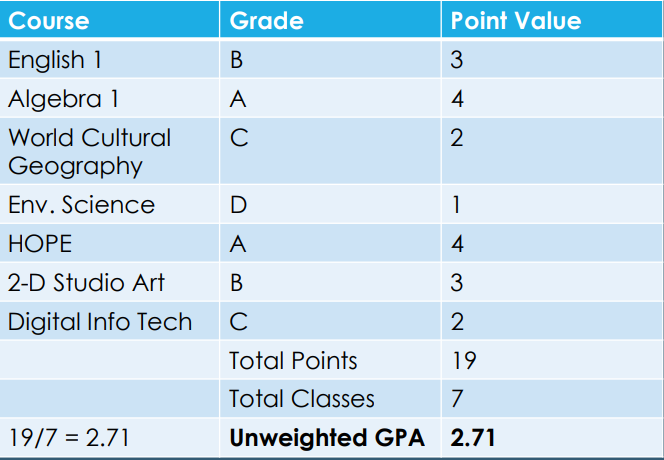 Course Grade Point Value
English 1 B 3
Algebra 1 A 4
World Cultural C 2
Geography
Env. Science D 1
HOPE A 4
2-D Studio Art B 3
Digital Info Tech C 2
Total Points 19
Total Classes 7
19/7 = 2.71 Unweighted GPA 2.71